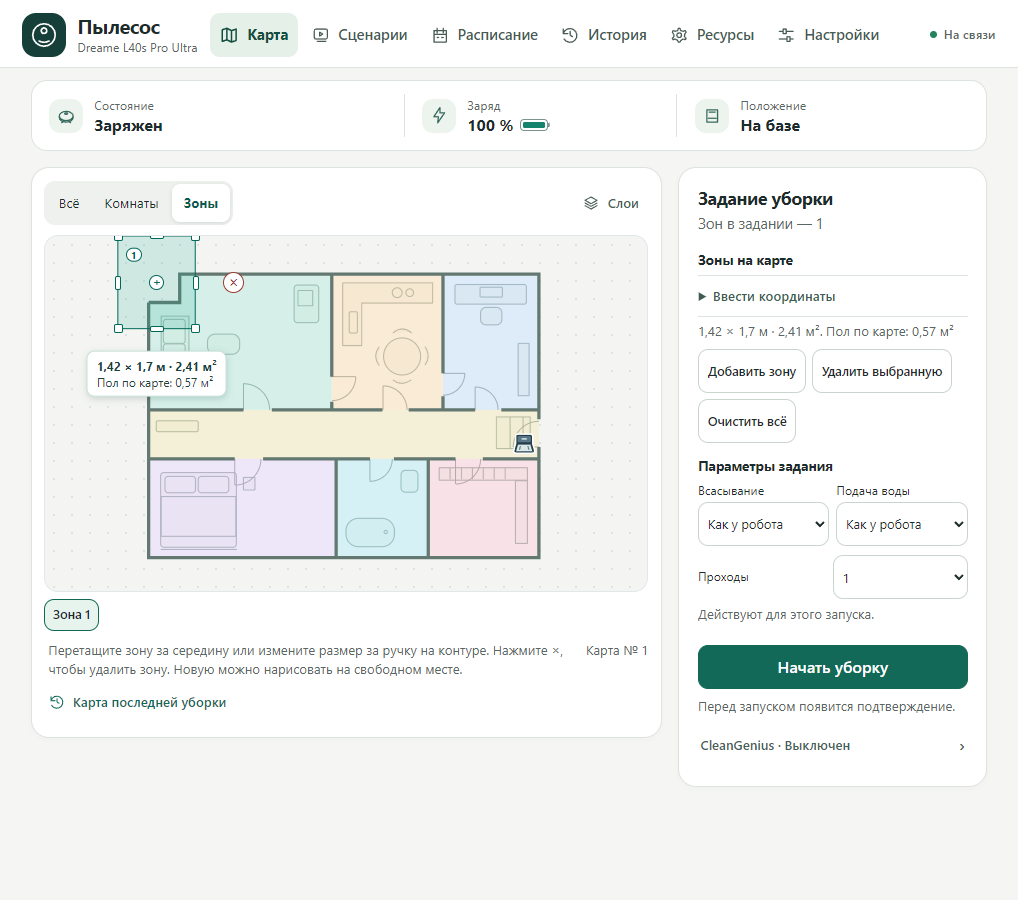 Пылесос
Dreame L40s Pro Ultra
Карта
Сценарии
Расписание
История
Ресурсы
Настройки
На связи
Состояние
Заряжен
Заряд
100 %
Положение
На базе
Всё
Комнаты
Зоны
Слои
1
1,42 × 1,7 м · 2,41 м²
Пол по карте: 0,57 м²
Зона 1
Перетащите зону за середину или измените размер за ручку на контуре. Нажмите ×,
чтобы удалить зону. Новую можно нарисовать на свободном месте.
Карта № 1
Карта последней уборки
Задание уборки
Зон в задании — 1
Зоны на карте
Ввести координаты
1,42 × 1,7 м · 2,41 м². Пол по карте: 0,57 м²
Добавить зону
Удалить выбранную
Очистить всё
Параметры задания
Всасывание
Подача воды
Как у робота
Как у робота
Проходы
1
Действуют для этого запуска.
Начать уборку
Перед запуском появится подтверждение.
CleanGenius · Выключен